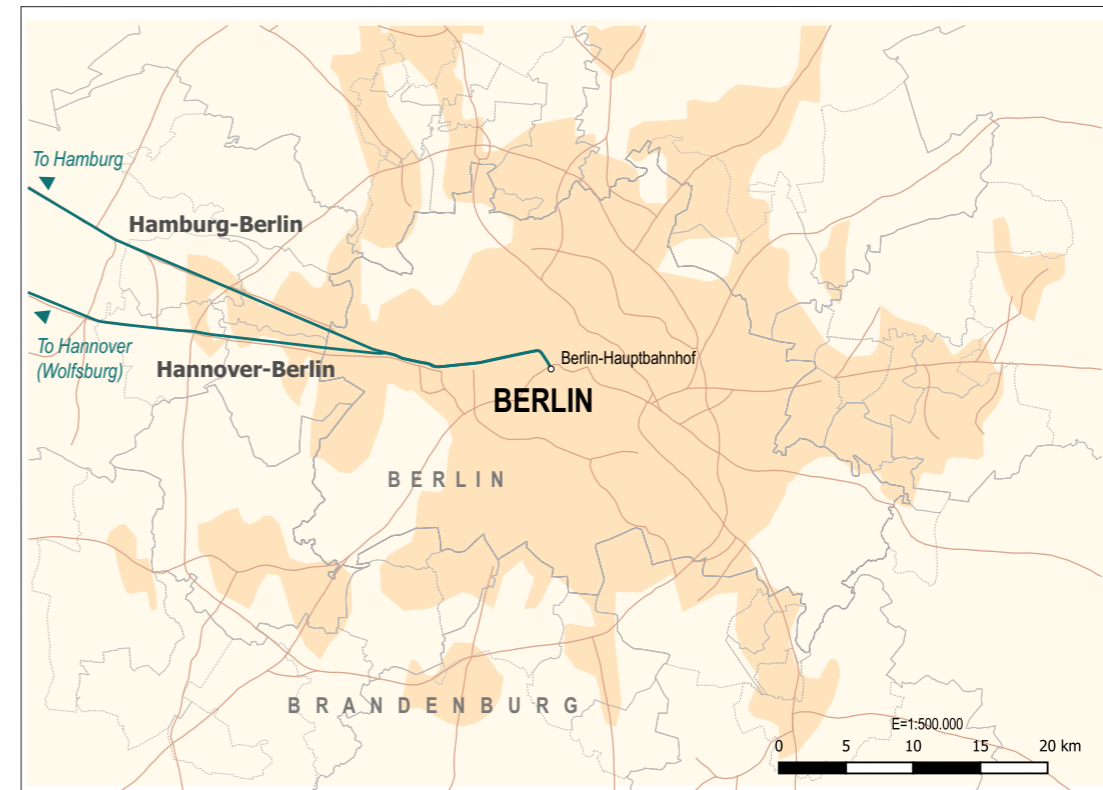 To Hamburg
Hamburg-Berlin
To Hannover
(Wolfsburg)
Hannover-Berlin
Berlin-Hauptbahnhof
BERLIN
BERLIN
BRANDENBURG
E=1:500.000
0 5 10 15 20 km